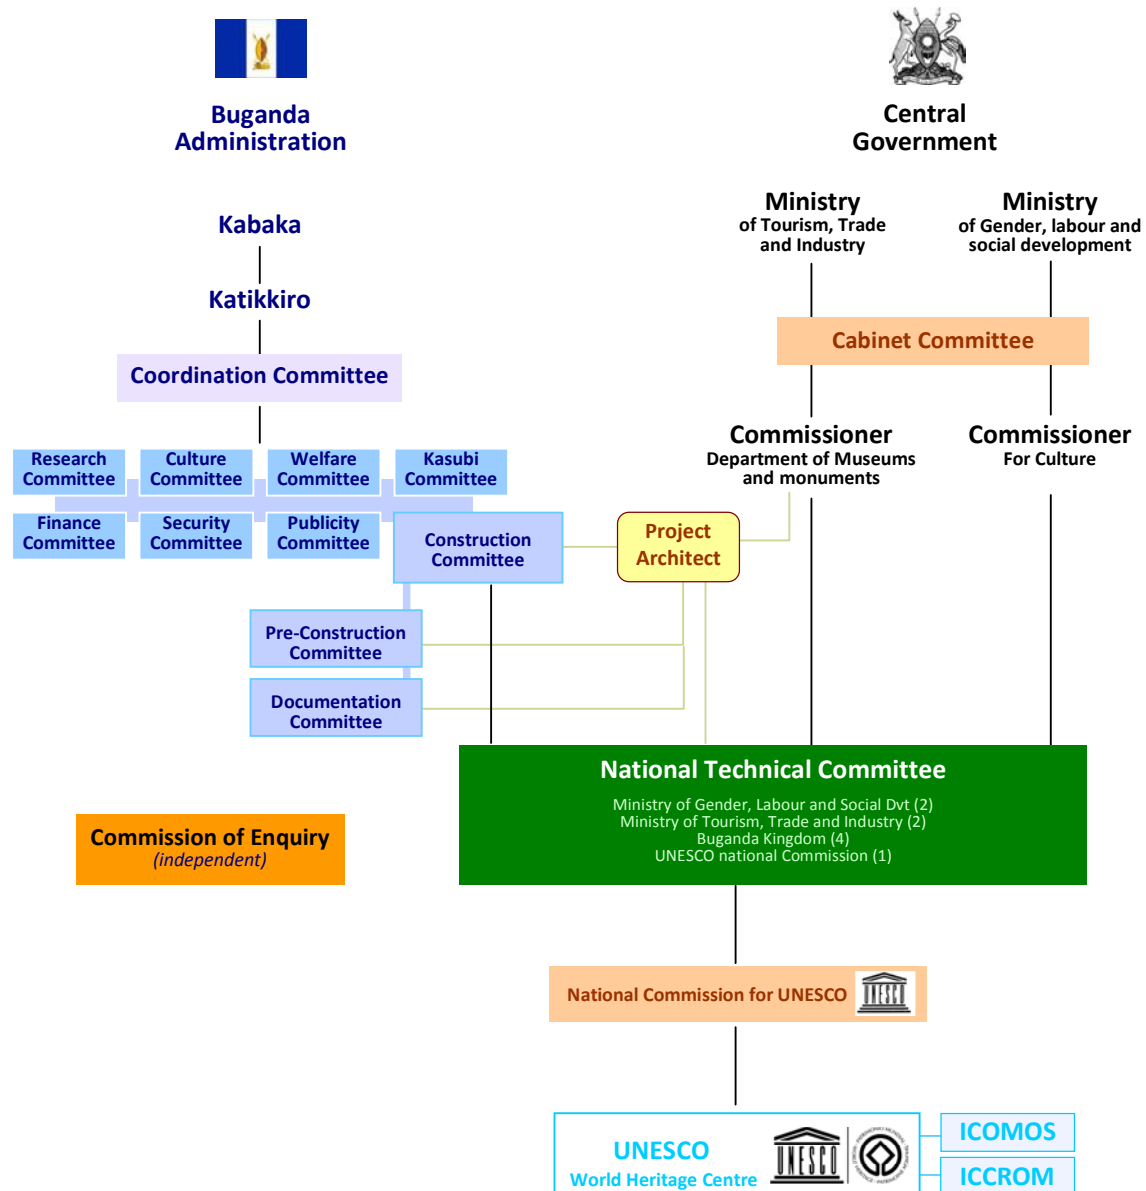 Buganda
Administration
Central
Government
Kabaka
Katikkiro
Coordination Committee
Research
Committee
Culture
Committee
Welfare
Committee
Kasubi
Committee
Finance
Committee
Security
Committee
Publicity
Committee
Construction
Committee
Pre-Construction
Committee
Documentation
Committee
Project
Architect
Ministry
of Tourism, Trade
and Industry
Ministry
of Gender, labour and
social development
Cabinet Committee
Commissioner
Department of Museums
and monuments
Commissioner
For Culture
National Technical Committee
Ministry of Gender, Labour and Social Dvt (2)
Ministry of Tourism, Trade and Industry (2)
Buganda Kingdom (4)
UNESCO national Commission (1)
Commission of Enquiry
(independent)
National Commission for UNESCO
UNESCO
UNESCO
World Heritage Centre
UNESCO
ICOMOS
ICCROM